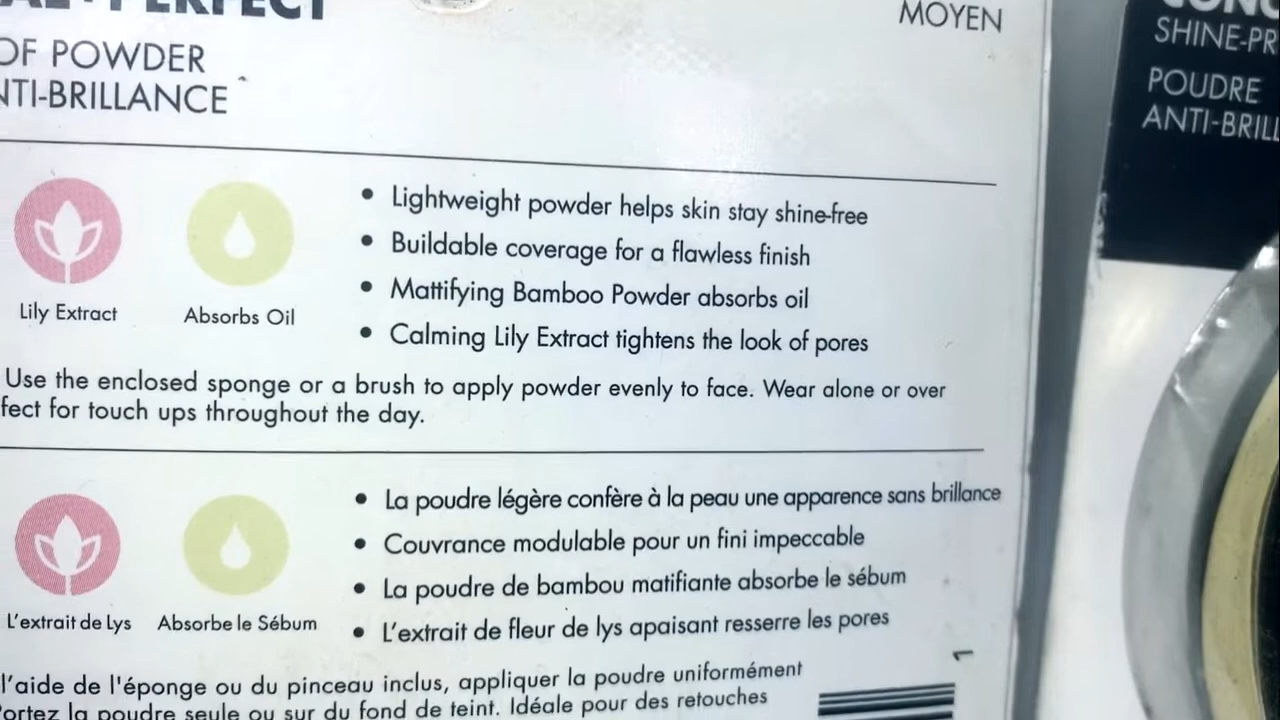 PERFECT
MOYEN
OF POWDER
NTI-BRILLANCE
SHINE-PR
POUDRE
ANTI-BRILL
Lily Extract
Absorbs Oil
• Lightweight powder helps skin stay shine-free
• Buildable coverage for a flawless finish
• Mattifying Bamboo Powder absorbs oil
• Calming Lily Extract tightens the look of pores
Use the enclosed sponge or a brush to apply powder evenly to face. Wear alone or over
fect for touch ups throughout the day.
L'extrait de Lys
Absorbe le Sébum
• La poudre légère confère à la peau une apparence sans brillance
• Couvrance modulable pour un fini impeccable
• La poudre de bambou matifiante absorbe le sébum
• L'extrait de fleur de lys apaisant resserre les pores
l'aide de l'éponge ou du pinceau inclus, appliquer la poudre uniformément
ortez la poudre seule ou sur du fond de teint. Idéale pour des retouches
1